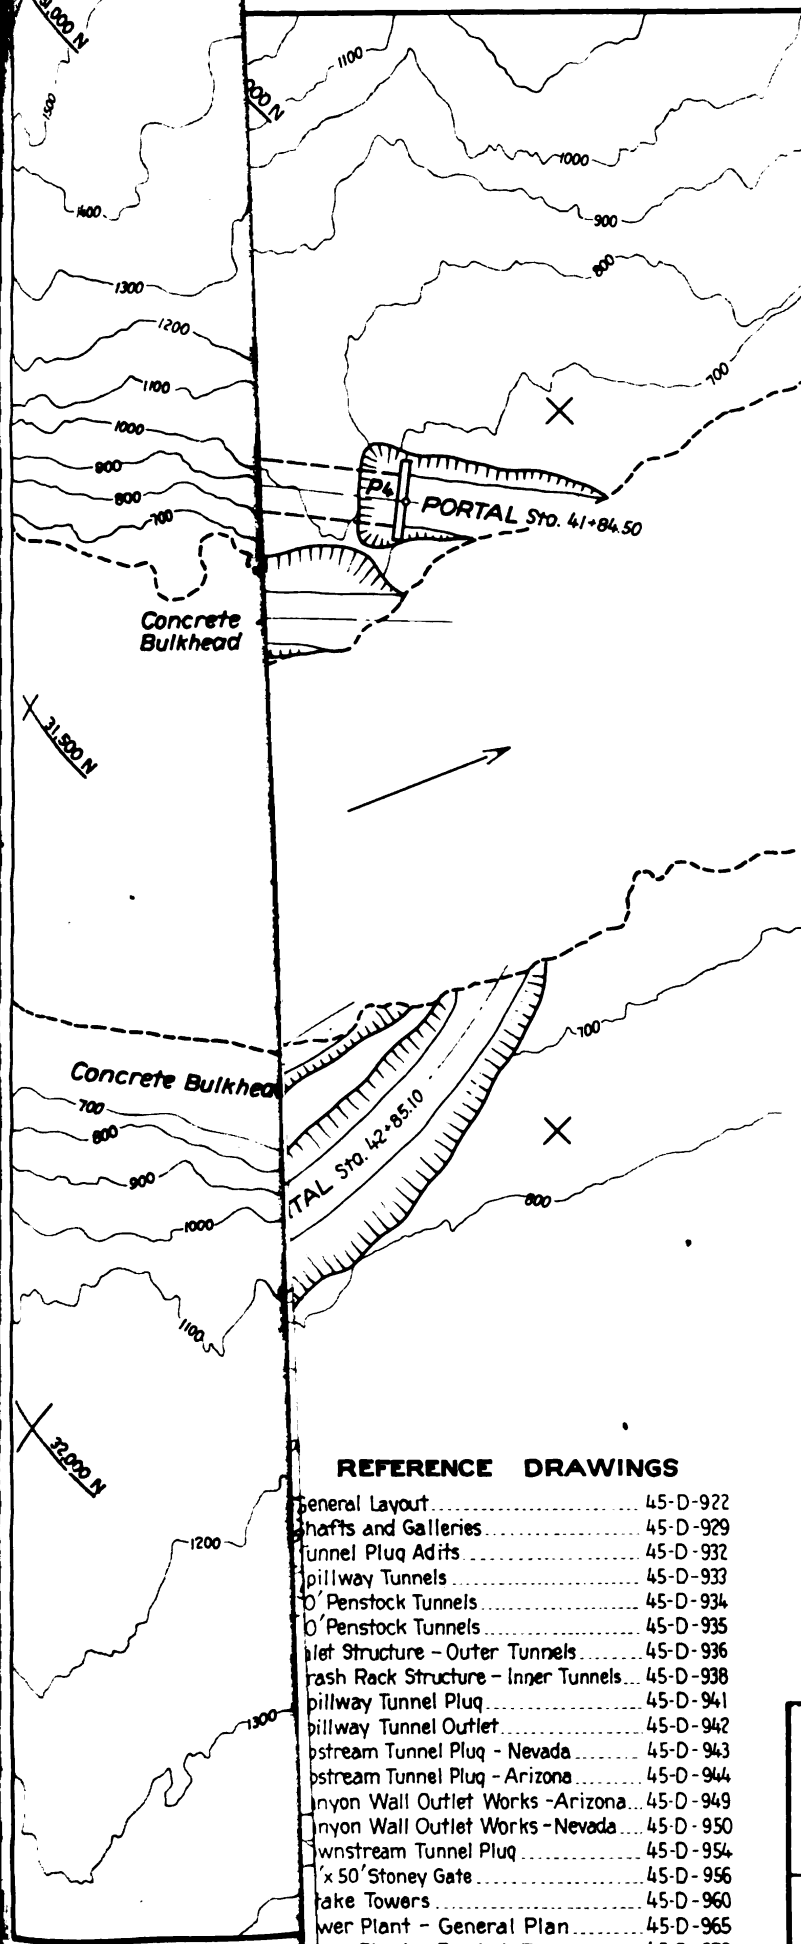 1100
1500
000 N
1000
1400
900
800
1300
1200
1100
700
1000
900
800
700
P4
PORTAL Sta. 41+84.50
Concrete
Bulkhead
31,500 N
700
Concrete Bulkhea
700
800
TAL Sta. 42+85.10
900
800
1000
1100
32,000 N
REFERENCE DRAWINGS
eneral Layout 45-D-922
hafts and Galleries 45-D-929
unnel Plug Adits 45-D-932
pillway Tunnels 45-D-933
0' Penstock Tunnels 45-D-934
0' Penstock Tunnels 45-D-935
let Structure - Outer Tunnels 45-D-936
rash Rack Structure - Inner Tunnels 45-D-938
pillway Tunnel Plug 45-D-941
pillway Tunnel Outlet 45-D-942
pstream Tunnel Plug - Nevada 45-D-943
pstream Tunnel Plug - Arizona 45-D-944
nyon Wall Outlet Works - Arizona 45-D-949
nyon Wall Outlet Works - Nevada 45-D-950
wnstream Tunnel Plug 45-D-954
' x 50' Stoney Gate 45-D-956
take Towers 45-D-960
wer Plant - General Plan 45-D-965
1200
1300